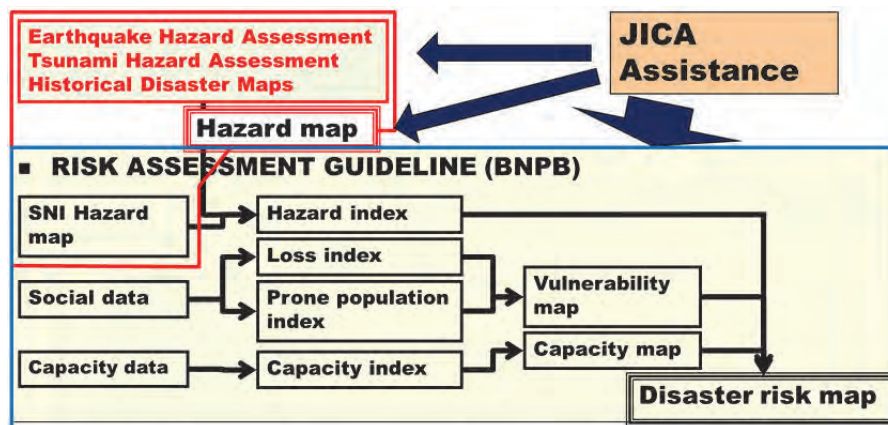 Earthquake Hazard Assessment
Tsunami Hazard Assessment
Historical Disaster Maps
JICA
Assistance
Hazard map
▪ RISK ASSESSMENT GUIDELINE (BNPB)
SNI Hazard
map
Hazard index
Loss index
Social data
Prone population
index
Vulnerability
map
Capacity data
Capacity index
Capacity map
Disaster risk map